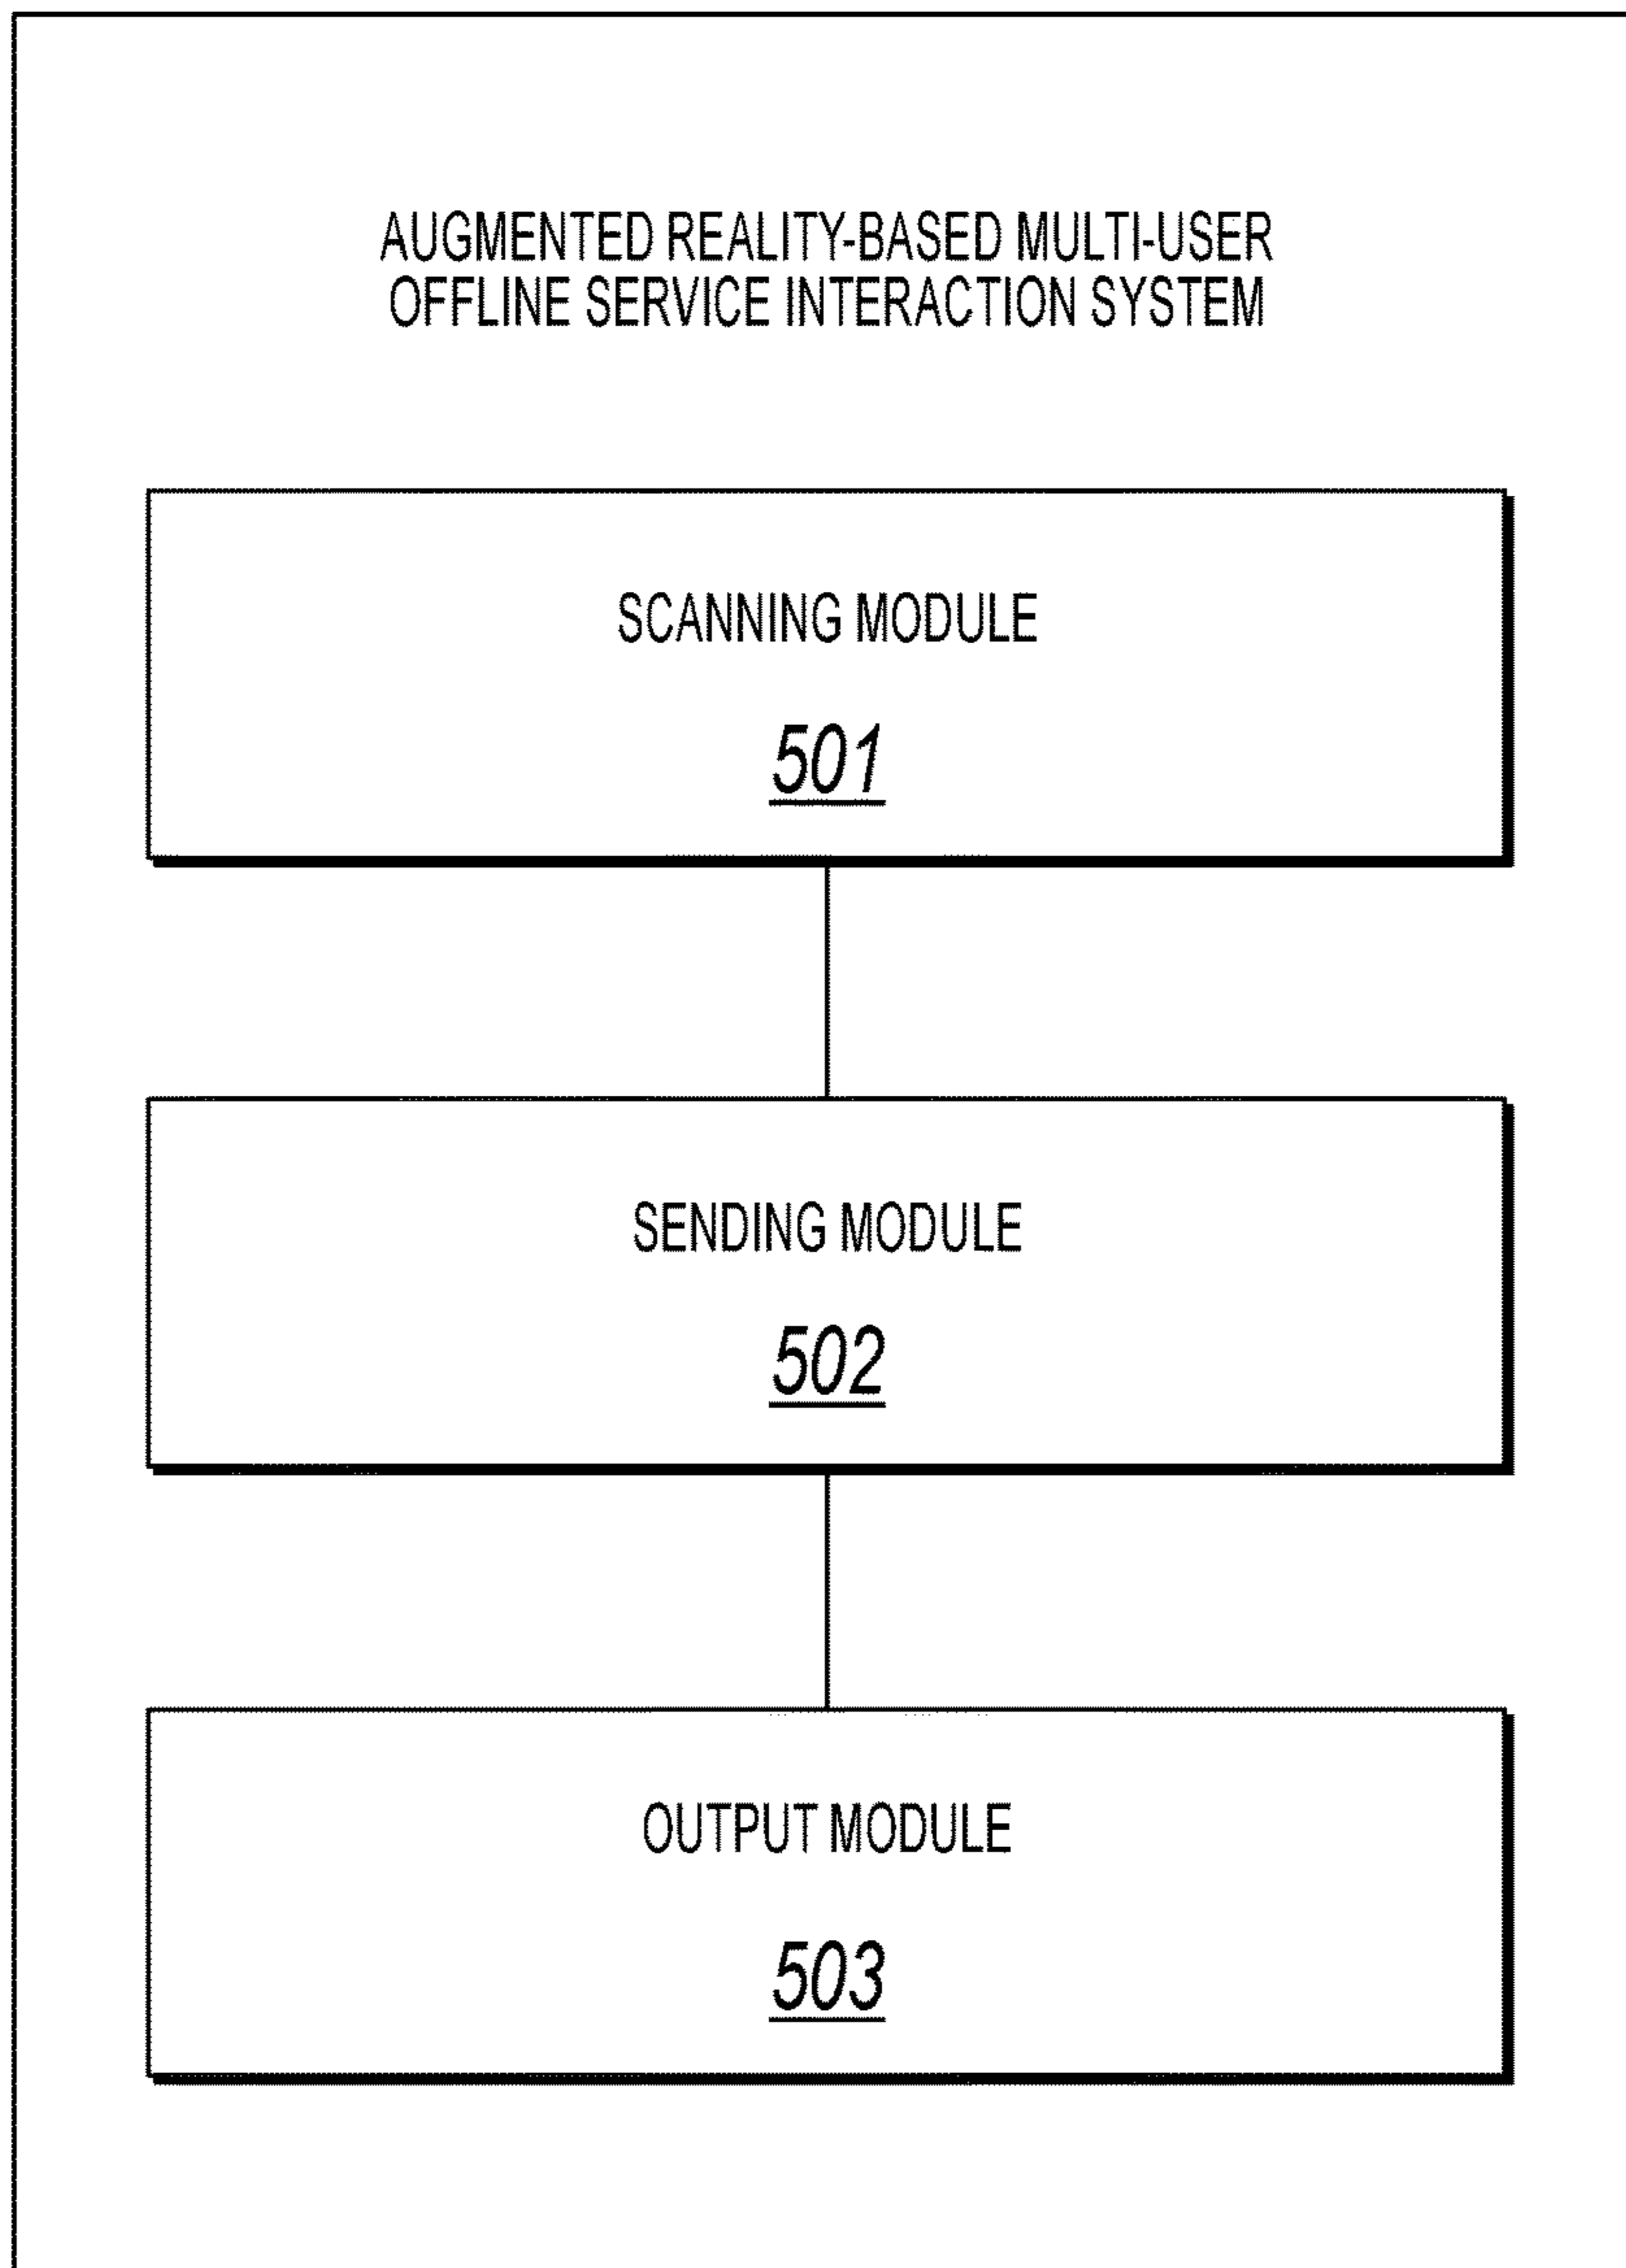 AUGMENTED REALITY-BASED MULTI-USER
OFFLINE SERVICE INTERACTION SYSTEM
SCANNING MODULE
501
SENDING MODULE
502
OUTPUT MODULE
503